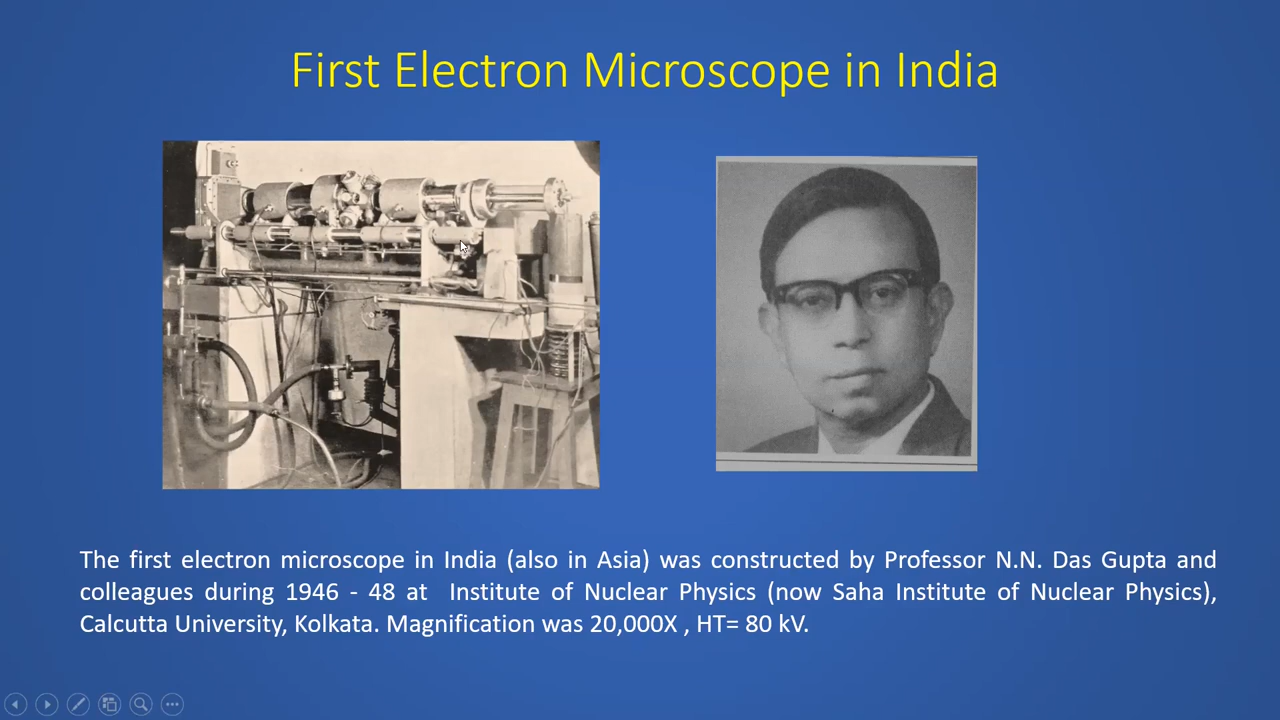 First Electron Microscope in India
The first electron microscope in India (also in Asia) was constructed by Professor N.N. Das Gupta and
colleagues during 1946 - 48 at Institute of Nuclear Physics (now Saha Institute of Nuclear Physics),
Calcutta University, Kolkata. Magnification was 20,000X , HT= 80 kV.